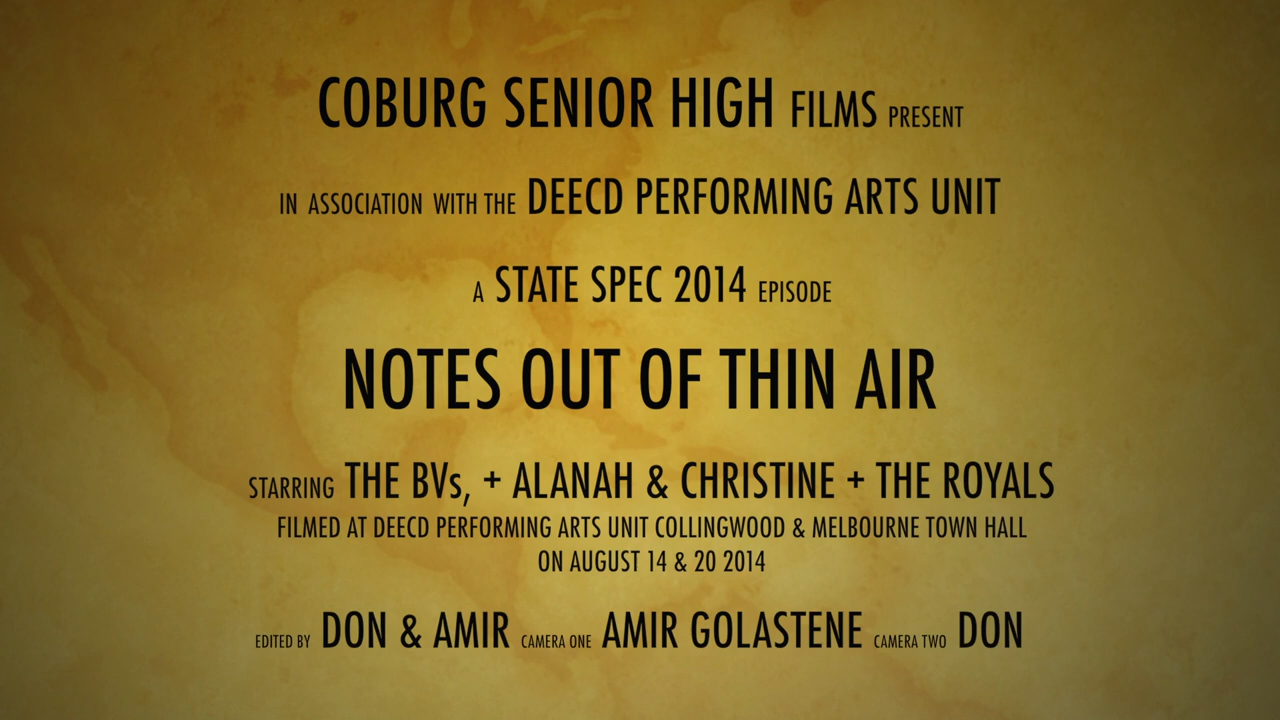 COBURG SENIOR HIGH FILMS PRESENT
IN ASSOCIATION WITH THE DEECD PERFORMING ARTS UNIT
A STATE SPEC 2014 EPISODE
NOTES OUT OF THIN AIR
STARRING THE BVs, + ALANAH & CHRISTINE + THE ROYALS
FILMED AT DEECD PERFORMING ARTS UNIT COLLINGWOOD & MELBOURNE TOWN HALL
ON AUGUST 14 & 20 2014
EDITED BY DON & AMIR CAMERA ONE AMIR GOLASTENE CAMERA TWO DON